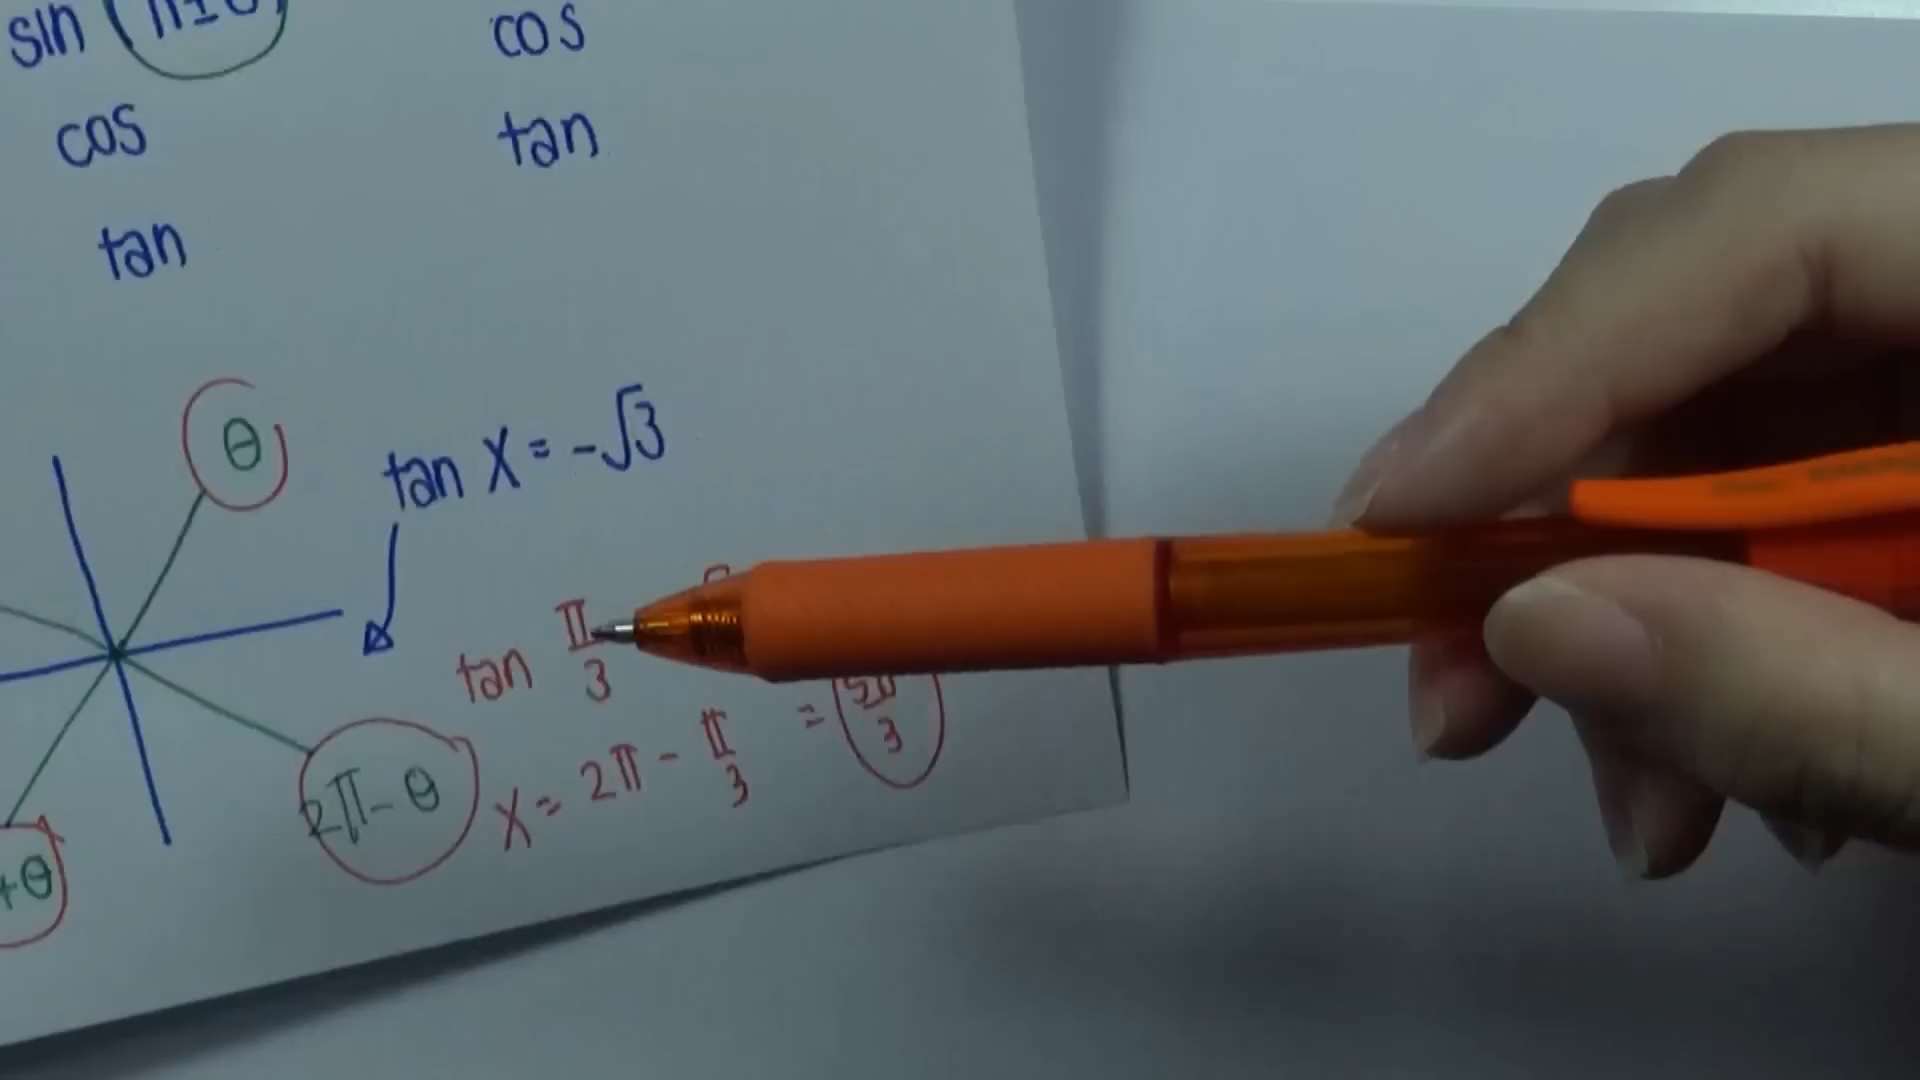 sin (π±θ)
cos
cos
tan
tan
θ
tan X = -√3
tan π/3
X = 2π - π/3 = 5π/3
2π-θ
+θ